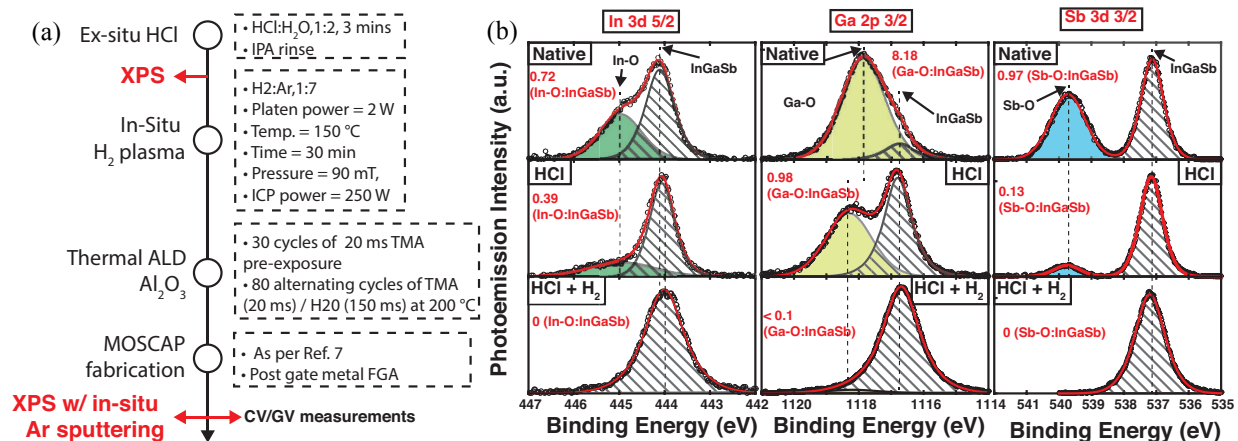 (a)
Ex-situ HCl
• HCl:H₂O,1:2, 3 mins
• IPA rinse
XPS
In-Situ
H₂ plasma
• H2:Ar,1:7
• Platen power = 2 W
• Temp. = 150 °C
• Time = 30 min
• Pressure = 90 mT,
• ICP power = 250 W
Thermal ALD
Al₂O₃
• 30 cycles of 20 ms TMA
pre-exposure
• 80 alternating cycles of TMA
(20 ms) / H20 (150 ms) at 200 °C
MOSCAP
fabrication
• As per Ref. 7
• Post gate metal FGA
XPS w/ in-situ
Ar sputtering
CV/GV measurements
(b)
Photoemission Intensity (a.u.)
In 3d 5/2
Native
In-O
InGaSb
0.72
(In-O:InGaSb)
HCl
0.39
(In-O:InGaSb)
HCl + H₂
0 (In-O:InGaSb)
447 446 445 444 443 442
Binding Energy (eV)
Ga 2p 3/2
Native
8.18
(Ga-O:InGaSb)
Ga-O
InGaSb
HCl
0.98
(Ga-O:InGaSb)
HCl + H₂
< 0.1
(Ga-O:InGaSb)
1120 1118 1116 1114
Binding Energy (eV)
Sb 3d 3/2
Native
InGaSb
0.97 (Sb-O:InGaSb)
Sb-O
HCl
0.13
(Sb-O:InGaSb)
HCl + H₂
0 (Sb-O:InGaSb)
541 540 539 538 537 536 535
Binding Energy (eV)